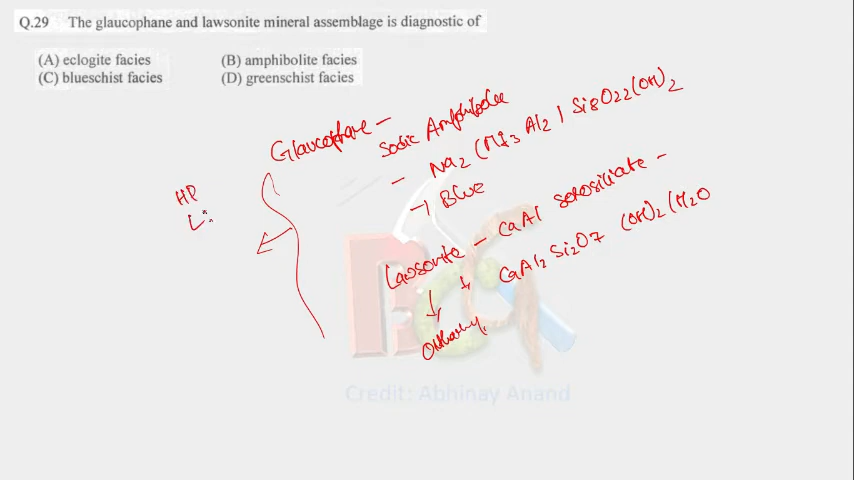 Q.29 The glaucophane and lawsonite mineral assemblage is diagnostic of
(A) eclogite facies (B) amphibolite facies
(C) blueschist facies (D) greenschist facies
Glaucophane - Sodic Amphibole
- Na2 (Mg3 Al2) Si8O22(OH)2
→ Blue
HP
L
Lawsonite - CaAl sorosilicate -
CaAl2 Si2O7 (OH)2 (H2O
Credit: Abhinay Anand